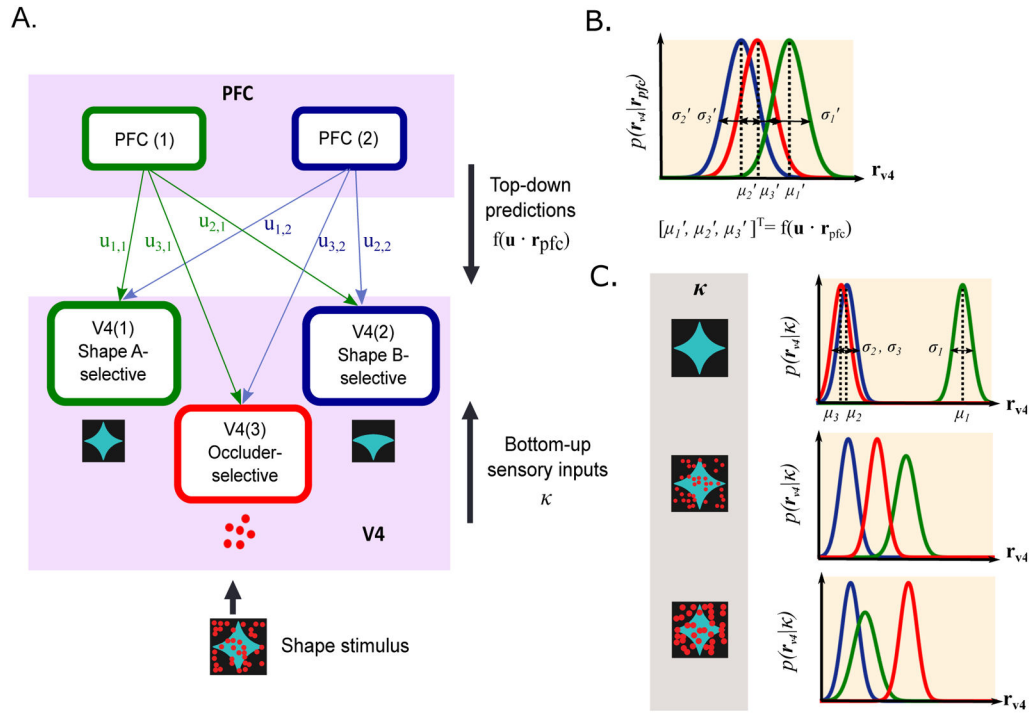 A.
PFC
PFC (1)
PFC (2)
u1,1
u3,1
u2,1
u1,2
u3,2
u2,2
Top-down
predictions
f(u · rpfc)
V4(1)
Shape A-
selective
V4(2)
Shape B-
selective
V4(3)
Occluder-
selective
V4
Bottom-up
sensory inputs
κ
Shape stimulus
B.
p(rv4|rpfc)
σ2' σ3'
σ1'
rv4
μ2' μ3' μ1'
[μ1', μ2', μ3']T= f(u · rpfc)
C.
κ
p(rv4|κ)
σ2, σ3
σ1
rv4
μ3 μ2
μ1
p(rv4|κ)
rv4
p(rv4|κ)
rv4